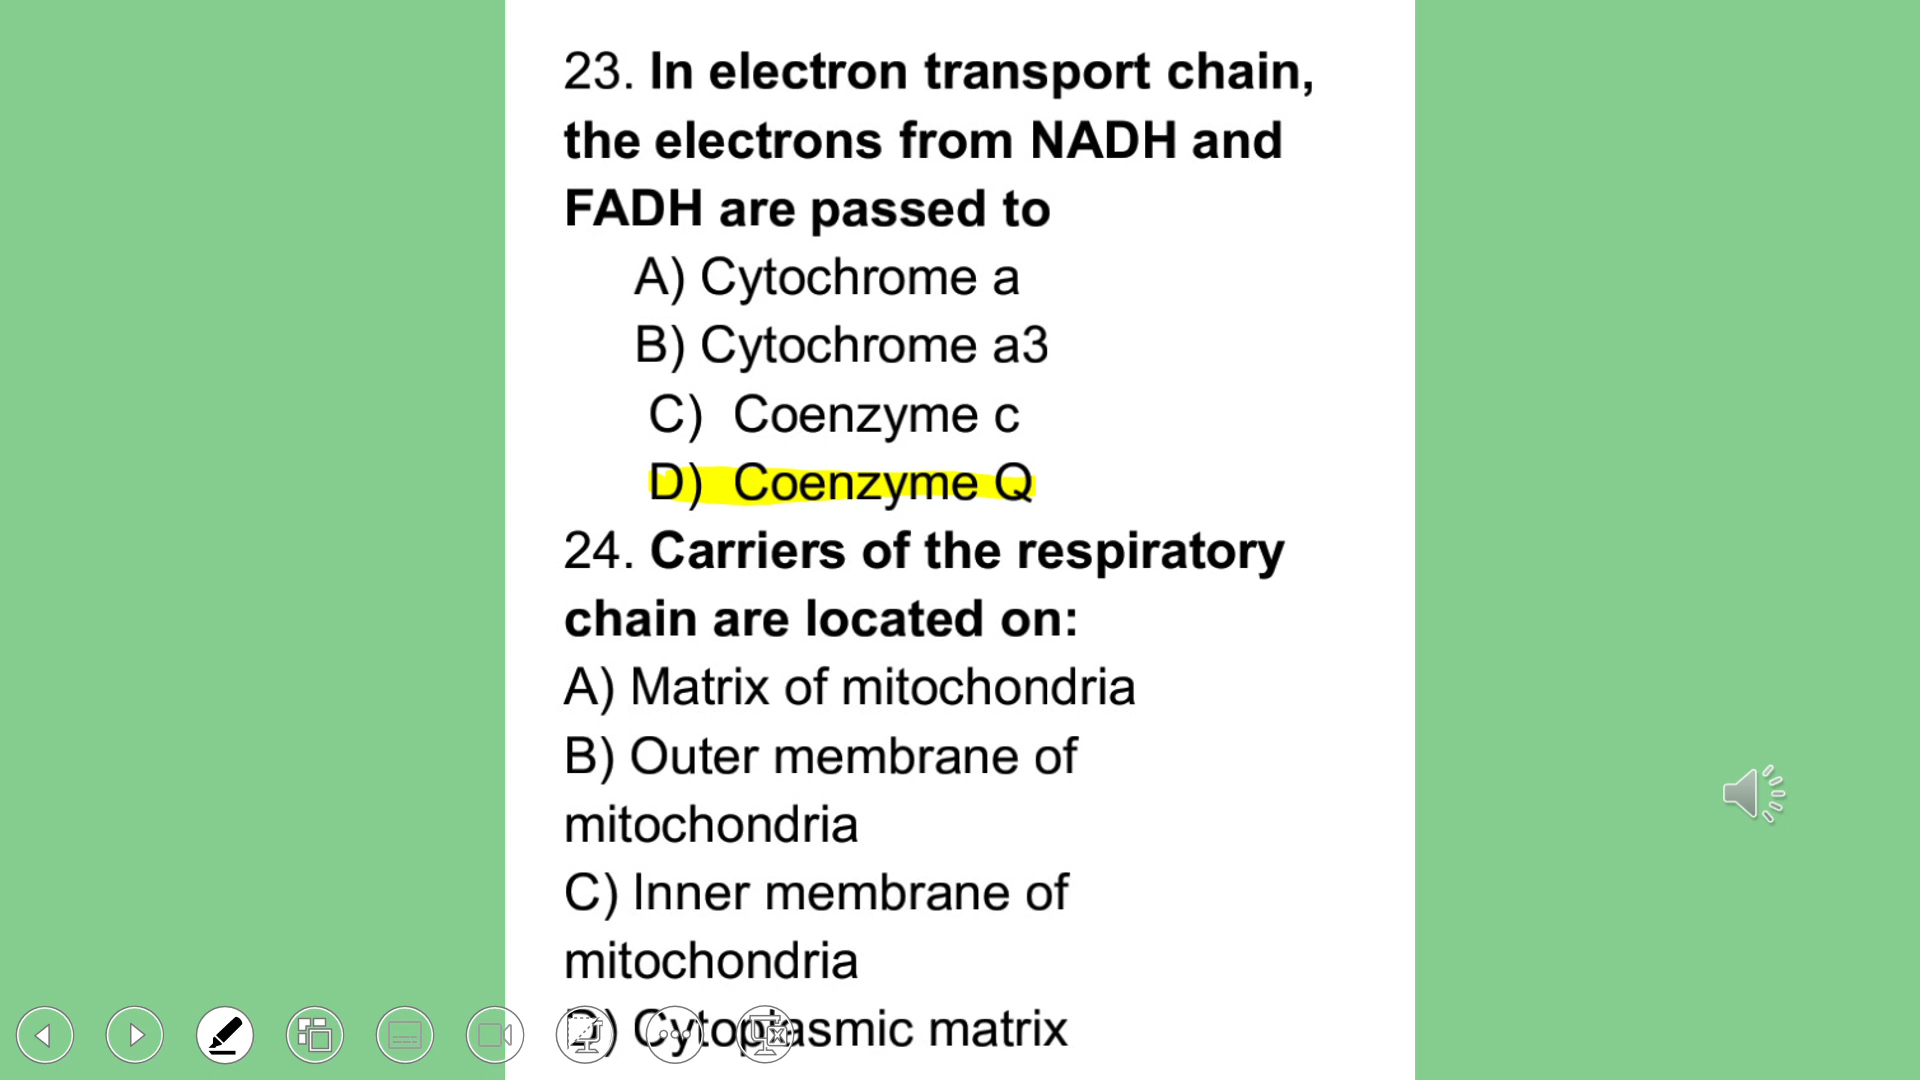 23. In electron transport chain,
the electrons from NADH and
FADH are passed to
A) Cytochrome a
B) Cytochrome a3
C) Coenzyme c
D) Coenzyme Q
24. Carriers of the respiratory
chain are located on:
A) Matrix of mitochondria
B) Outer membrane of
mitochondria
C) Inner membrane of
mitochondria
D) Cytoplasmic matrix